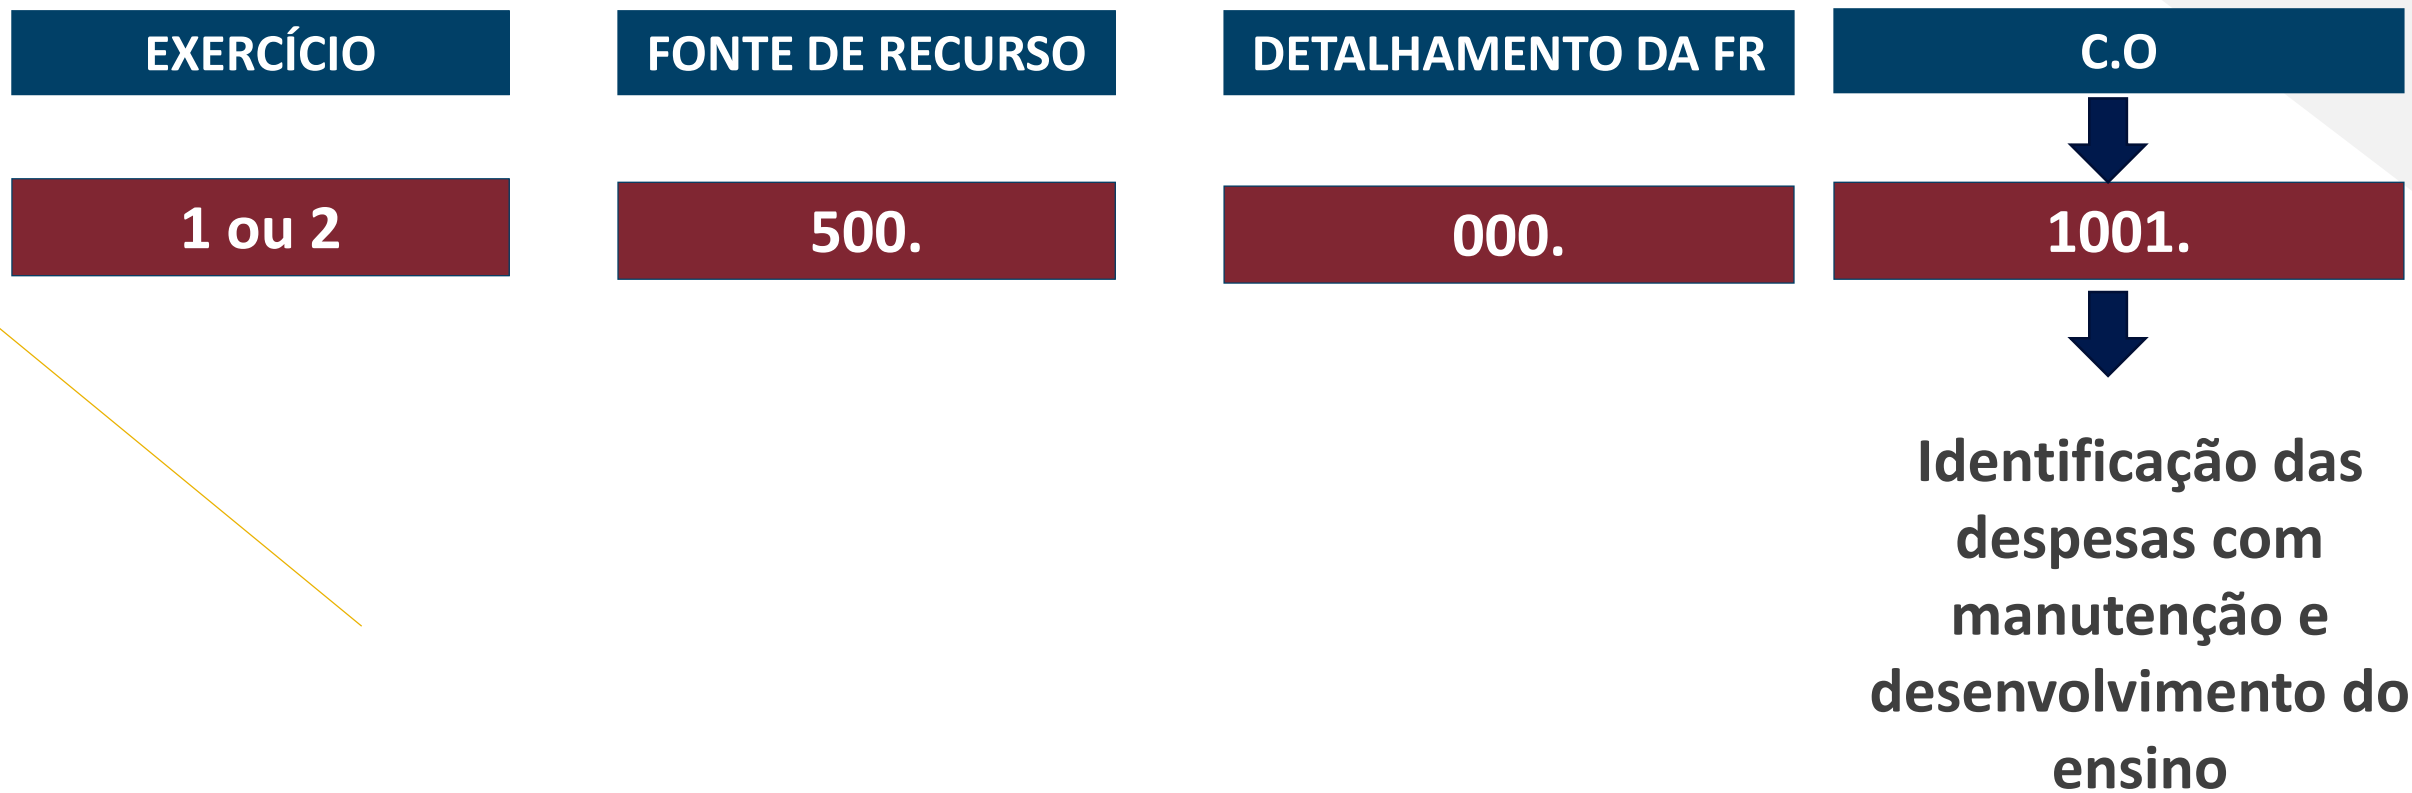 EXERCÍCIO
FONTE DE RECURSO
DETALHAMENTO DA FR
C.O
1 ou 2
500.
000.
1001.
Identificação das
despesas com
manutenção e
desenvolvimento do
ensino